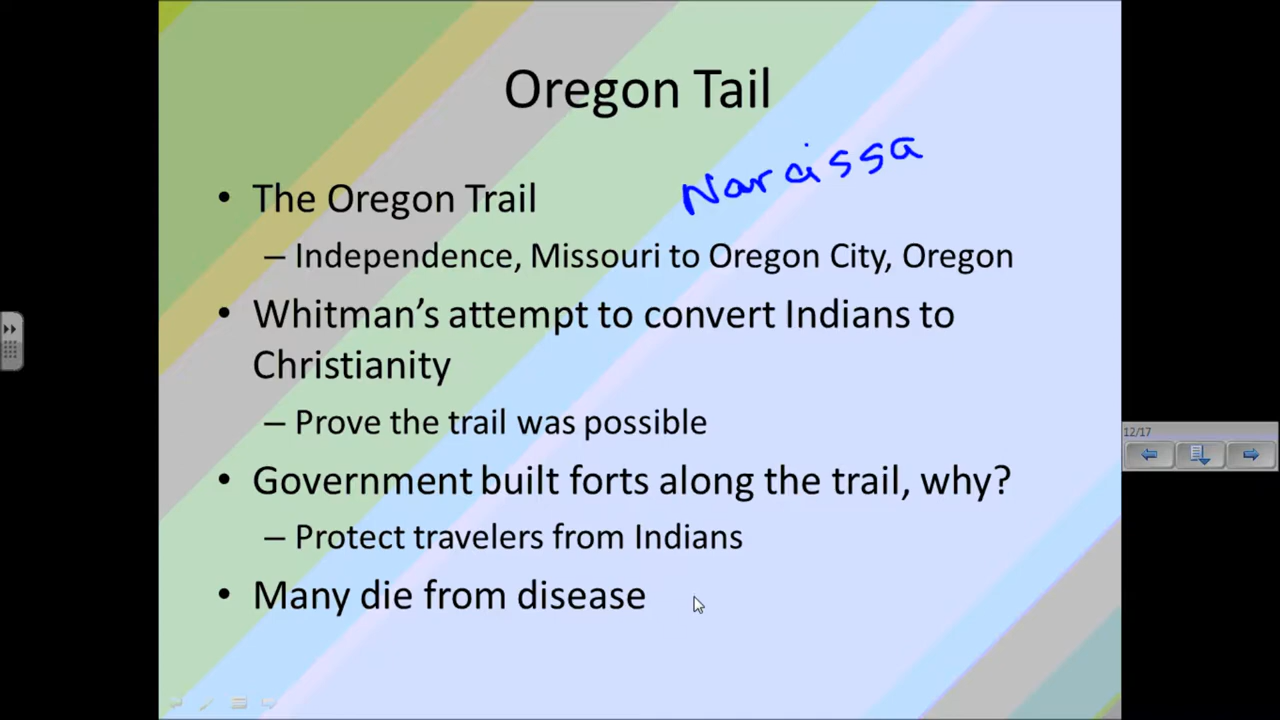 Oregon Tail
Narcissa
• The Oregon Trail
– Independence, Missouri to Oregon City, Oregon
• Whitman’s attempt to convert Indians to
Christianity
– Prove the trail was possible
• Government built forts along the trail, why?
– Protect travelers from Indians
• Many die from disease
12/17